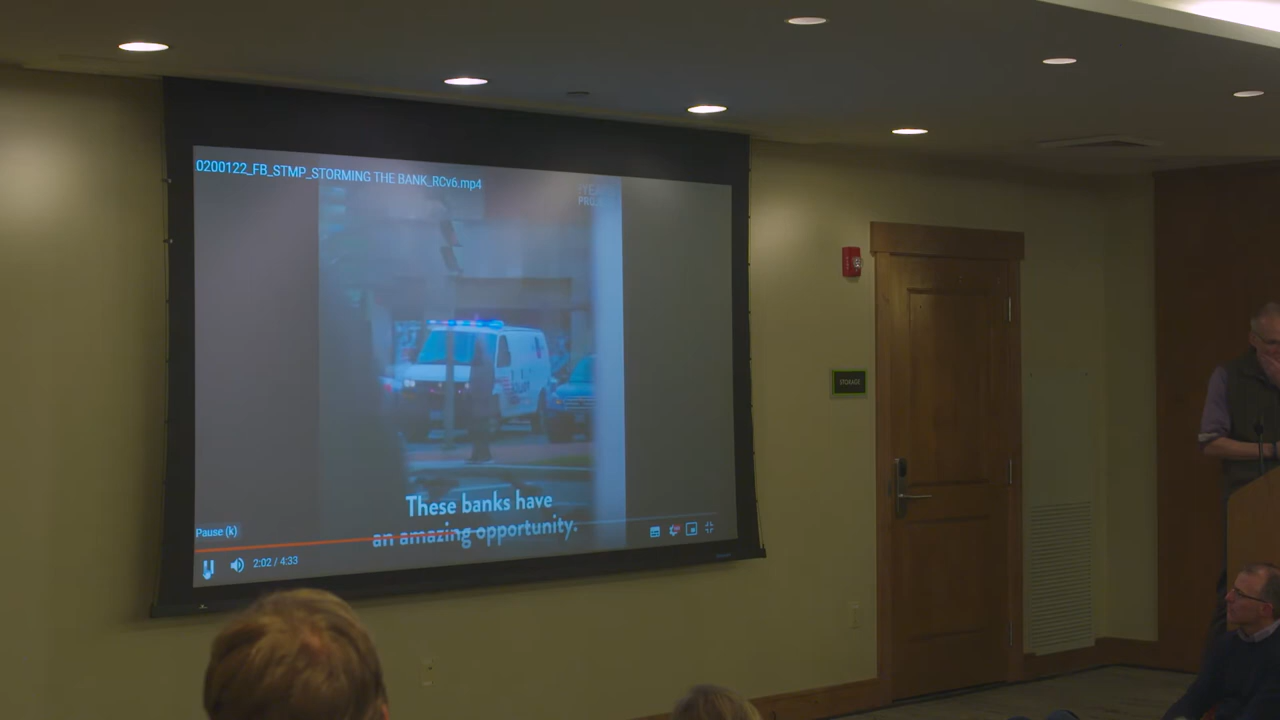 0200122_FB_STMP_STORMING THE BANK_RCv6.mp4
These banks have
an amazing opportunity.
Pause (k)
2:02 / 4:33
STORAGE